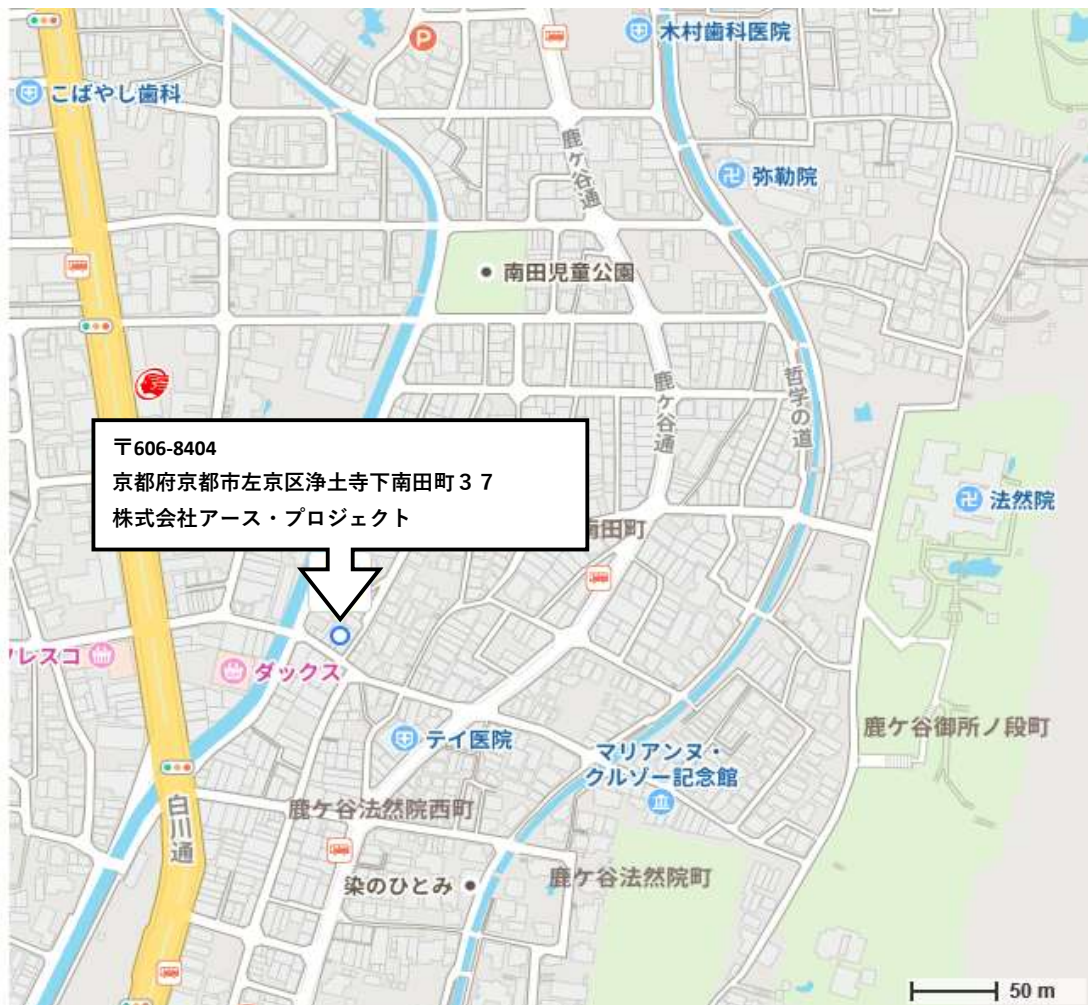 木村歯科医院
こばやし歯科
鹿ケ谷通
弥勒院
南田児童公園
鹿ケ谷通
哲学の道
〒606-8404
京都府京都市左京区浄土寺下南田町37
株式会社アース・プロジェクト
法然院
南田町
レスコ
ダックス
テイ医院
鹿ケ谷御所ノ段町
マリアンヌ・
クルゾー記念館
白川通
鹿ケ谷法然院西町
染のひとみ
鹿ケ谷法然院町
50 m